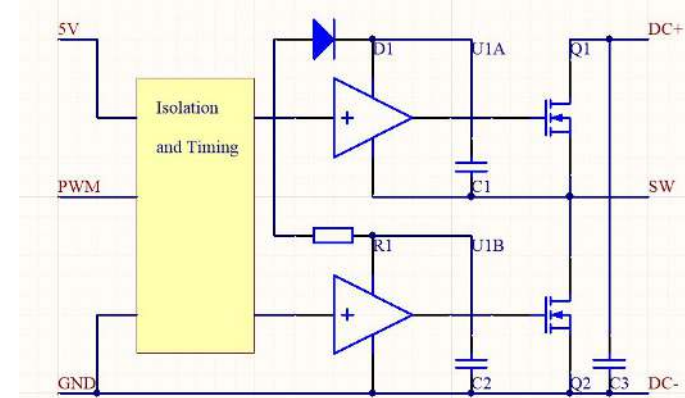 5V
DC+
D1
U1A
Q1
Isolation
and Timing
+
PWM
C1
SW
R1
U1B
+
GND
C2
Q2
C3
DC-